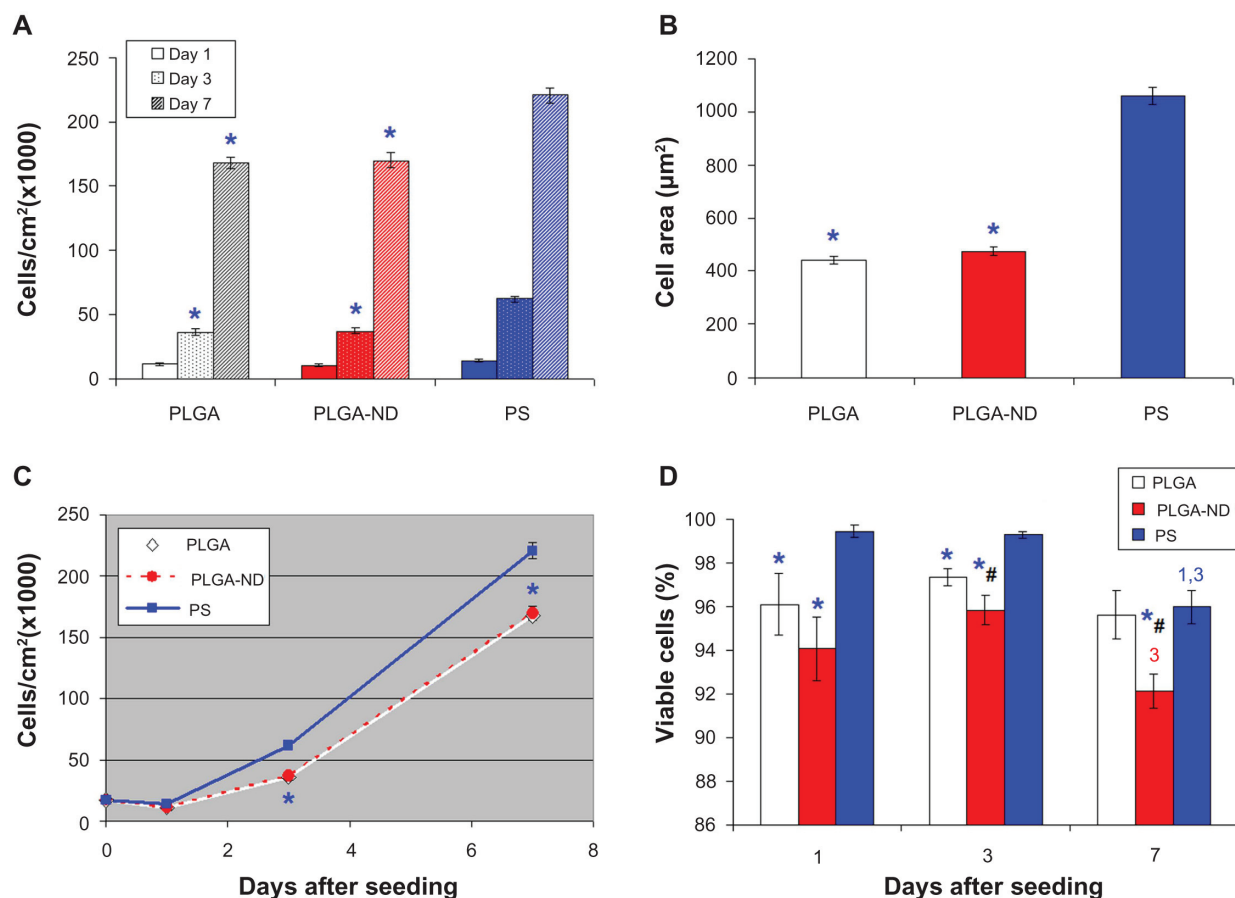 A
250
200
150
100
50
0
Cells/cm²(x1000)
Day 1
Day 3
Day 7
*
*
*
*
PLGA
PLGA-ND
PS
B
1200
1000
800
600
400
200
0
Cell area (µm²)
*
*
PLGA
PLGA-ND
PS
C
250
200
150
100
50
0
Cells/cm²(x1000)
PLGA
PLGA-ND
PS
*
*
0
2
4
6
8
Days after seeding
D
PLGA
PLGA-ND
PS
100
98
96
94
92
90
88
86
Viable cells (%)
*
*
*
*
#
*
#
3
1,3
1
3
7
Days after seeding